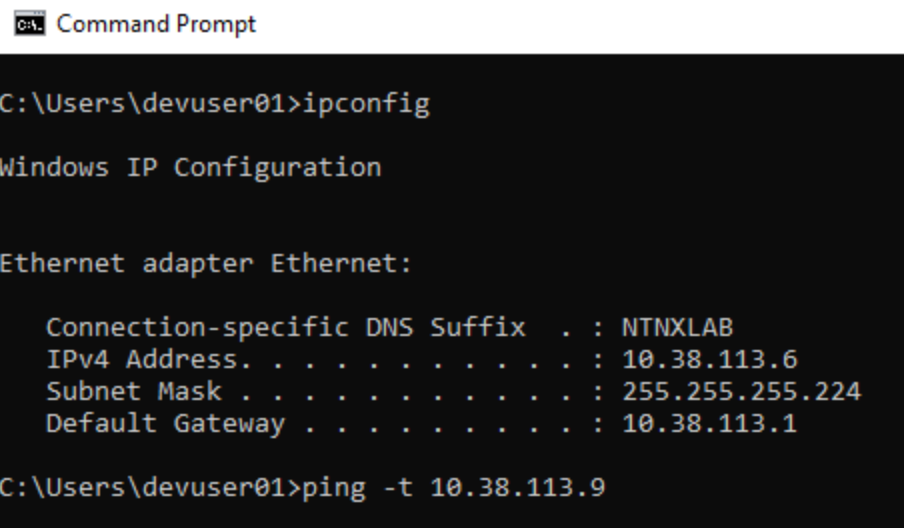 Command Prompt
C:\Users\devuser01>ipconfig
Windows IP Configuration
Ethernet adapter Ethernet:
Connection-specific DNS Suffix  . : NTNXLAB
IPv4 Address. . . . . . . . . . . : 10.38.113.6
Subnet Mask . . . . . . . . . . . : 255.255.255.224
Default Gateway . . . . . . . . . : 10.38.113.1
C:\Users\devuser01>ping -t 10.38.113.9